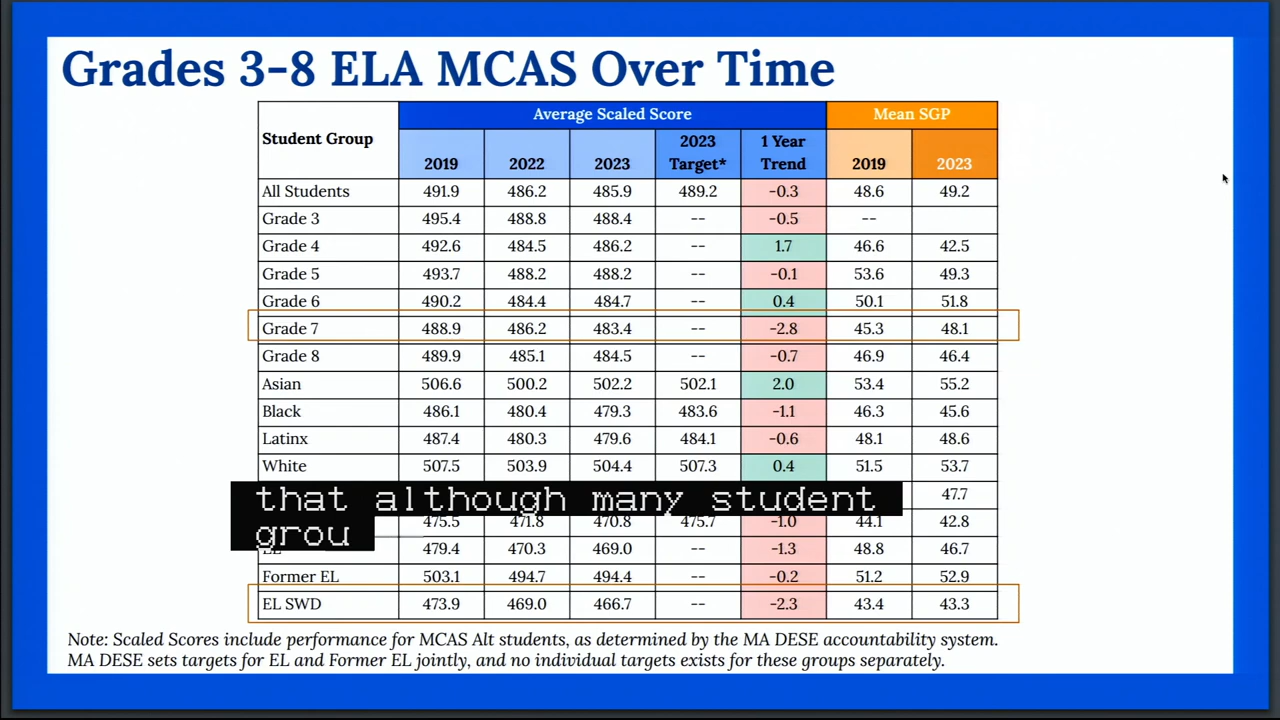 Grades 3-8 ELA MCAS Over Time
Student Group Average Scaled Score Mean SGP
2019 2022 2023 2023 Target* 1 Year Trend 2019 2023
All Students 491.9 486.2 485.9 489.2 -0.3 48.6 49.2
Grade 3 495.4 488.8 488.4 -- -0.5 --
Grade 4 492.6 484.5 486.2 -- 1.7 46.6 42.5
Grade 5 493.7 488.2 488.2 -- -0.1 53.6 49.3
Grade 6 490.2 484.4 484.7 -- 0.4 50.1 51.8
Grade 7 488.9 486.2 483.4 -- -2.8 45.3 48.1
Grade 8 489.9 485.1 484.5 -- -0.7 46.9 46.4
Asian 506.6 500.2 502.2 502.1 2.0 53.4 55.2
Black 486.1 480.4 479.3 483.6 -1.1 46.3 45.6
Latinx 487.4 480.3 479.6 484.1 -0.6 48.1 48.6
White 507.5 503.9 504.4 507.3 0.4 51.5 53.7
that although many student 47.7
grou 475.5 471.8 470.8 475.7 -1.0 44.1 42.8
479.4 470.3 469.0 -- -1.3 48.8 46.7
Former EL 503.1 494.7 494.4 -- -0.2 51.2 52.9
EL SWD 473.9 469.0 466.7 -- -2.3 43.4 43.3
Note: Scaled Scores include performance for MCAS Alt students, as determined by the MA DESE accountability system.
MA DESE sets targets for EL and Former EL jointly, and no individual targets exists for these groups separately.